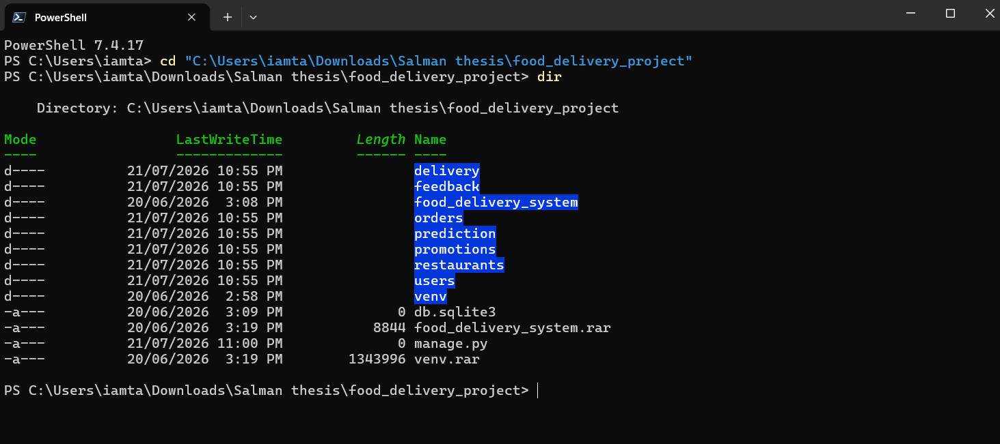 PowerShell
PowerShell 7.4.17
PS C:\Users\iamta> cd "C:\Users\iamta\Downloads\Salman thesis\food_delivery_project"
PS C:\Users\iamta\Downloads\Salman thesis\food_delivery_project> dir
    Directory: C:\Users\iamta\Downloads\Salman thesis\food_delivery_project
Mode                 LastWriteTime         Length Name
----                 -------------         ------ ----
d----          21/07/2026 10:55 PM                delivery
d----          21/07/2026 10:55 PM                feedback
d----          20/06/2026  3:08 PM                food_delivery_system
d----          21/07/2026 10:55 PM                orders
d----          21/07/2026 10:55 PM                prediction
d----          21/07/2026 10:55 PM                promotions
d----          21/07/2026 10:55 PM                restaurants
d----          21/07/2026 10:55 PM                users
d----          20/06/2026  2:58 PM                venv
-a---          20/06/2026  3:09 PM              0 db.sqlite3
-a---          20/06/2026  3:19 PM           8844 food_delivery_system.rar
-a---          21/07/2026 11:00 PM              0 manage.py
-a---          20/06/2026  3:19 PM        1343996 venv.rar
PS C:\Users\iamta\Downloads\Salman thesis\food_delivery_project>